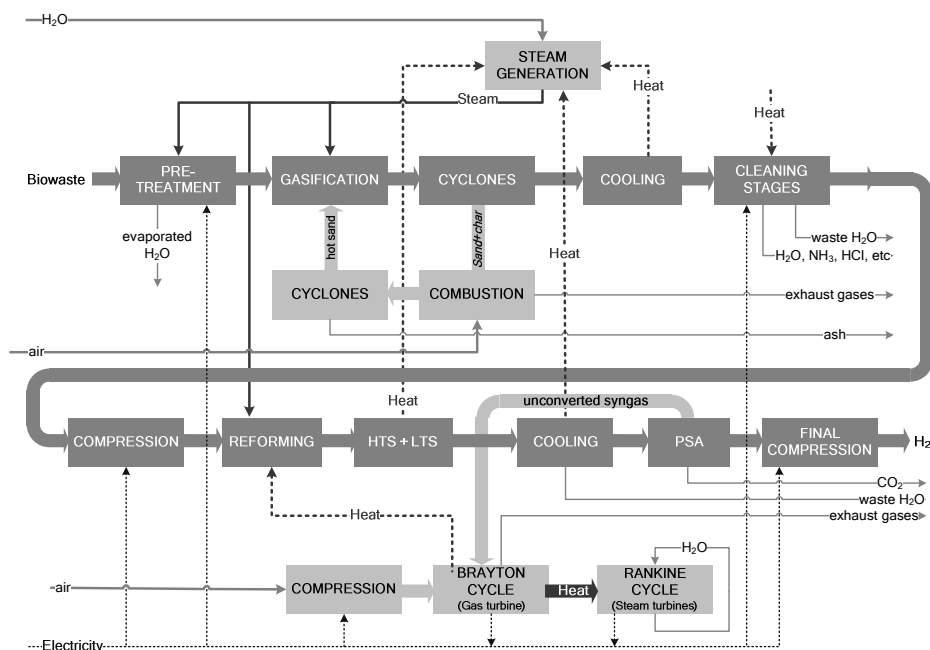 H₂O
STEAM
GENERATION
Steam
Heat
Heat
Biowaste
PRE-
TREATMENT
GASIFICATION
CYCLONES
COOLING
CLEANING
STAGES
evaporated
H₂O
hot sand
Sand+char
Heat
waste H₂O
H₂O, NH₃, HCl, etc
CYCLONES
COMBUSTION
exhaust gases
ash
air
Heat
unconverted syngas
COMPRESSION
REFORMING
HTS + LTS
COOLING
PSA
FINAL
COMPRESSION
H₂
CO₂
waste H₂O
exhaust gases
Heat
H₂O
air
COMPRESSION
BRAYTON
CYCLE
(Gas turbine)
Heat
RANKINE
CYCLE
(Steam turbines)
Electricity